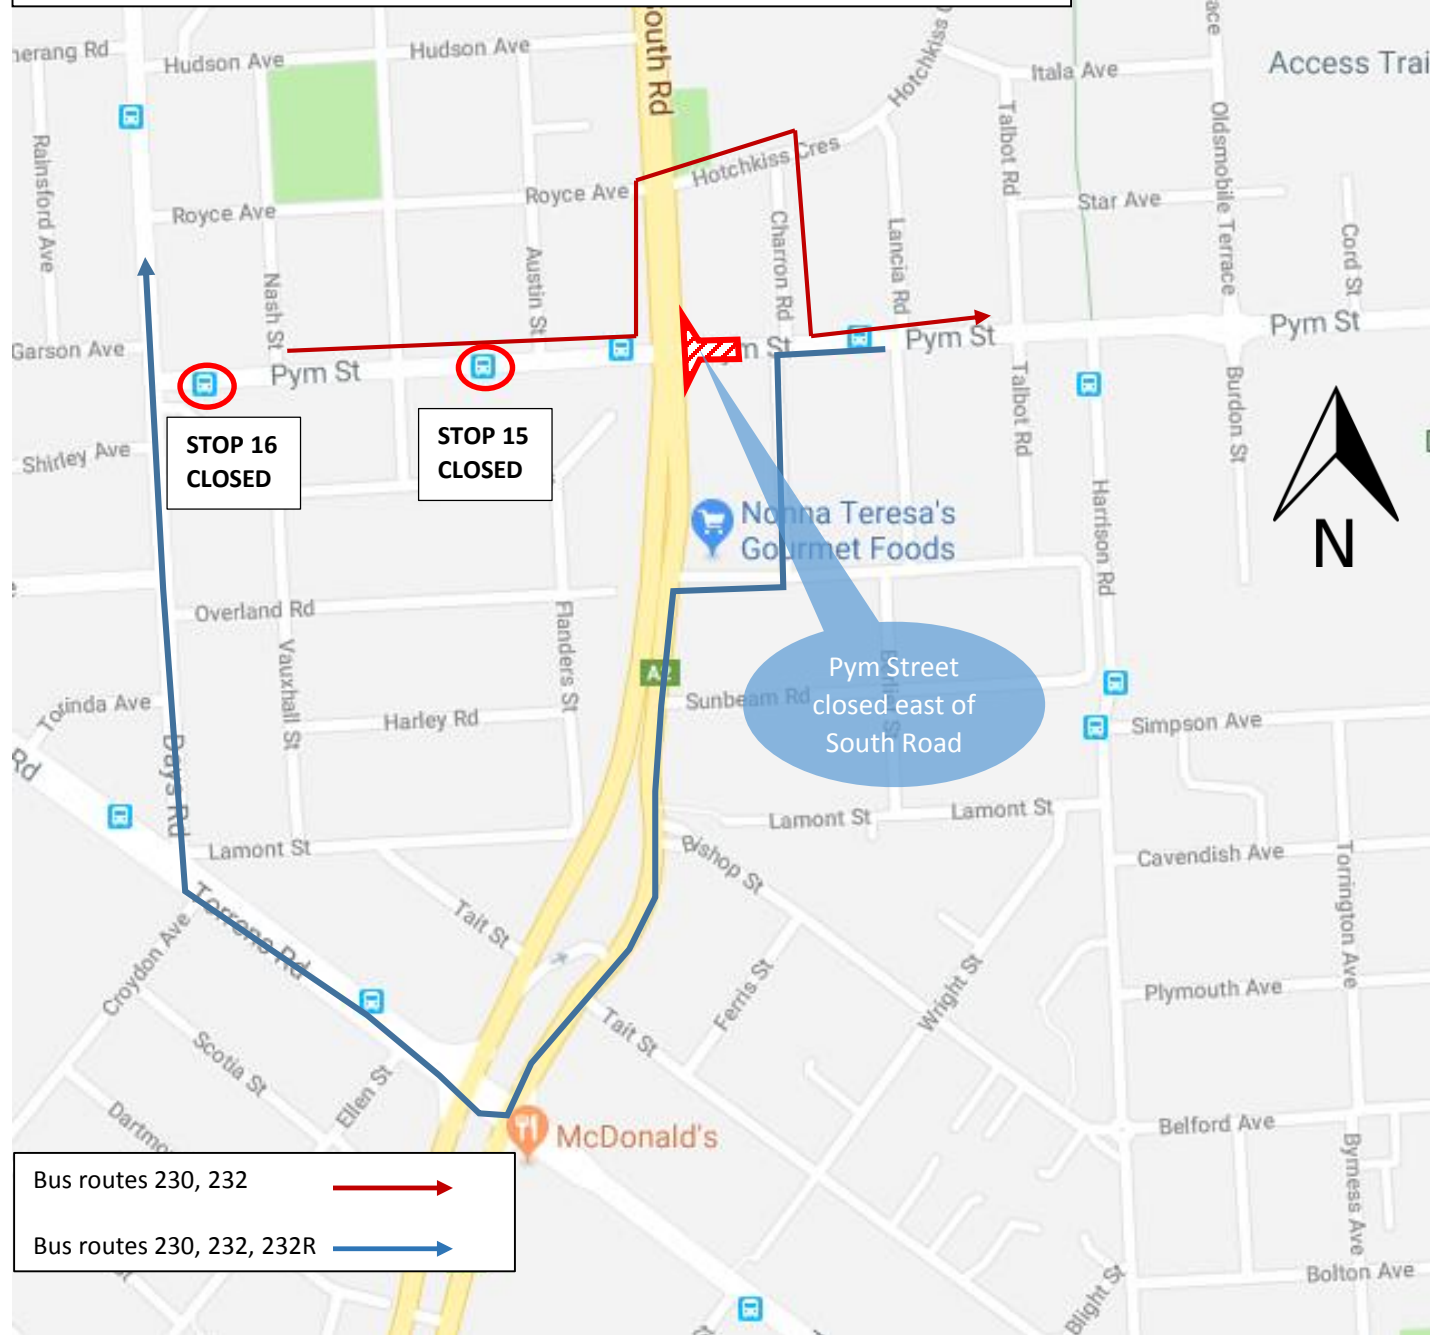 Hudson Ave
Hudson Ave
South Rd
Itala Ave
Rainsford Ave
Talbot Rd
Oldsmobile Terrace
Hotchkiss Cres
Royce Ave
Royce Ave
Star Ave
Nash St
Austin St
Charron Rd
Lancia Rd
Cord St
Garson Ave
Pym St
Pym St
Pym St
Talbot Rd
Burdon St
Shirley Ave
STOP 16
CLOSED
STOP 15
CLOSED
Nonna Teresa's
Gourmet Foods
Harrison Rd
N
Overland Rd
Flanders St
Vauxhall St
Harley Rd
Sunbeam Rd
Pym Street
closed east of
South Road
Simpson Ave
Days Rd
Rd
Lamont St
Lamont St
Lamont St
Bishop St
Cavendish Ave
Torrington Ave
Tait St
Croydon Ave
Torrens Rd
Ferris St
Wright St
Plymouth Ave
Tait St
Scotia St
Ellen St
McDonald's
Belford Ave
Byrness Ave
Blight St
Bolton Ave
Bus routes 230, 232
Bus routes 230, 232, 232R